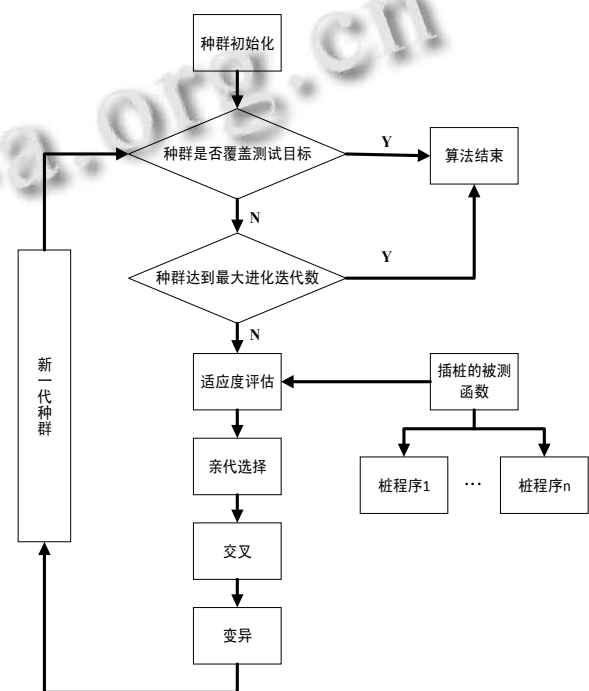 种群初始化
a.org.cn
种群是否覆盖测试目标
Y
算法结束
N
种群达到最大进化迭代数
Y
N
新一代种群
适应度评估
插桩的被测
函数
亲代选择
桩程序1
...
桩程序n
交叉
变异